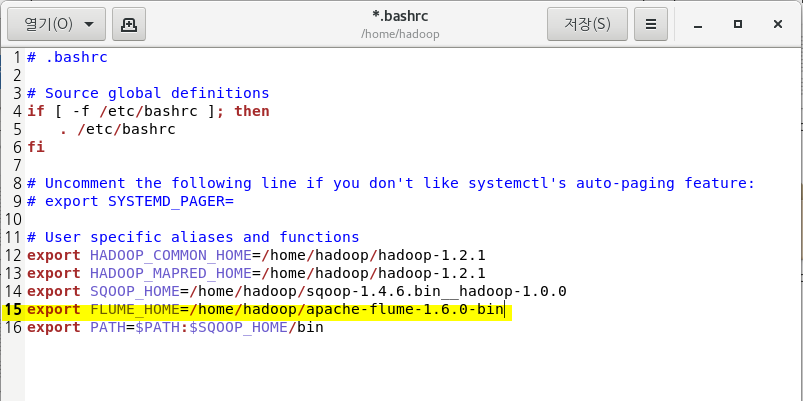 열기(O)
*.bashrc
/home/hadoop
저장(S)
1 # .bashrc
2
3 # Source global definitions
4 if [ -f /etc/bashrc ]; then
5     . /etc/bashrc
6 fi
7
8 # Uncomment the following line if you don't like systemctl's auto-paging feature:
9 # export SYSTEMD_PAGER=
10
11 # User specific aliases and functions
12 export HADOOP_COMMON_HOME=/home/hadoop/hadoop-1.2.1
13 export HADOOP_MAPRED_HOME=/home/hadoop/hadoop-1.2.1
14 export SQOOP_HOME=/home/hadoop/sqoop-1.4.6.bin__hadoop-1.0.0
15 export FLUME_HOME=/home/hadoop/apache-flume-1.6.0-bin
16 export PATH=$PATH:$SQOOP_HOME/bin